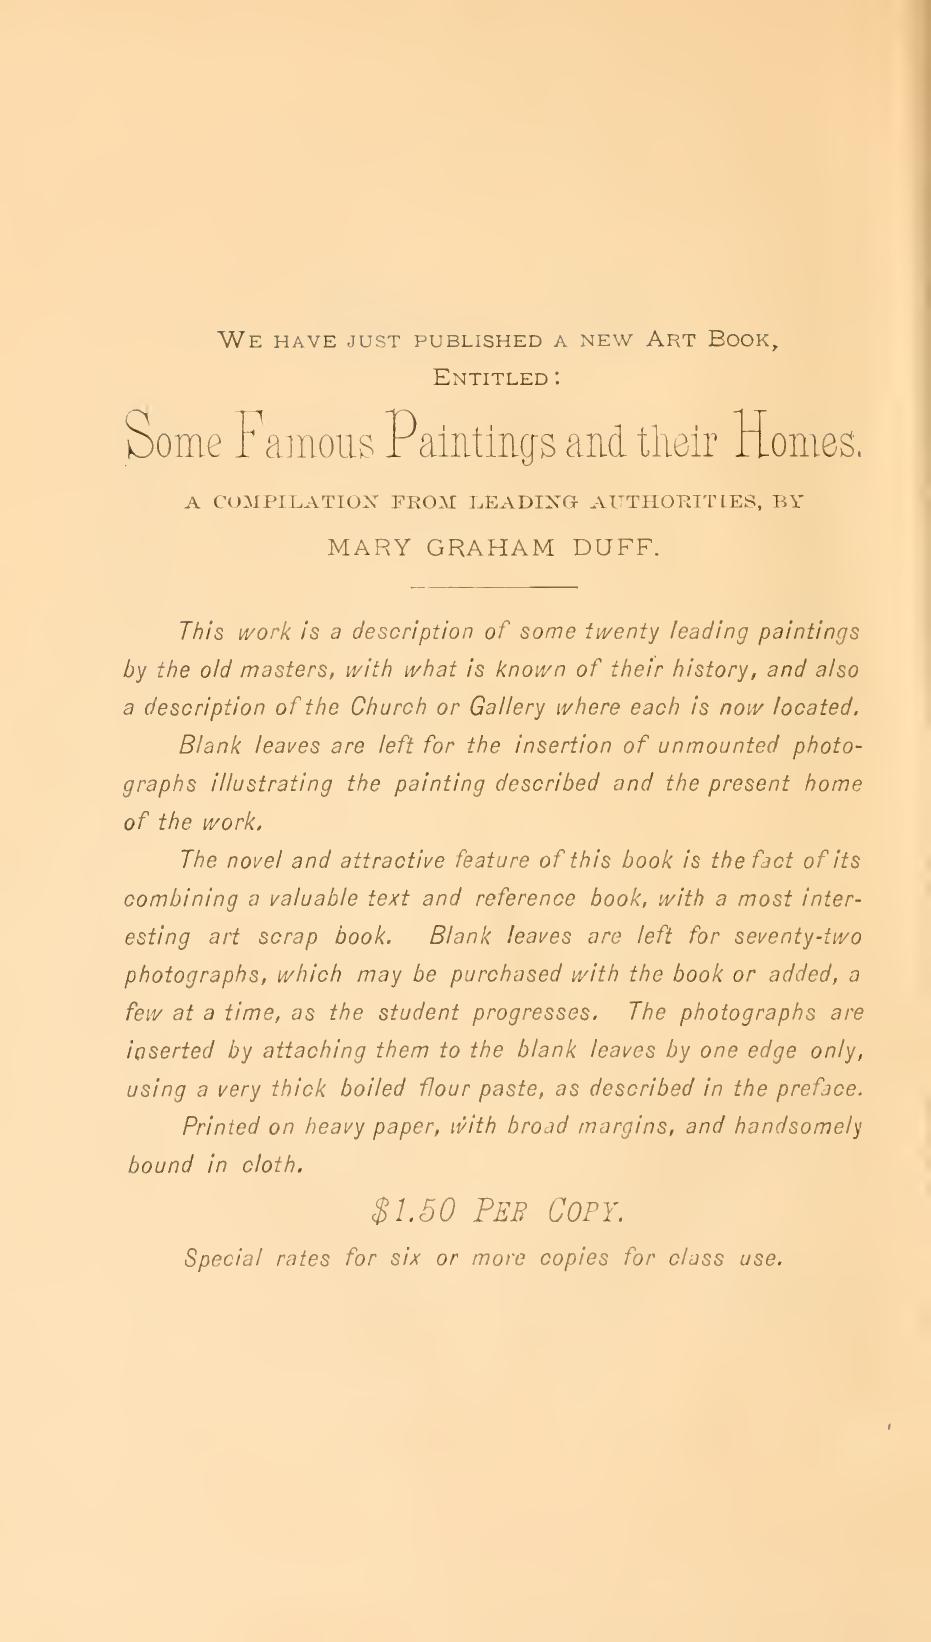 We have just published a new Art Book,
Entitled:
Some Famous Paintings and their Homes.
A COMPILATION FROM LEADING AUTHORITIES, BY
MARY GRAHAM DUFF.
This work is a description of some twenty leading paintings
by the old masters, with what is known of their history, and also
a description of the Church or Gallery where each is now located.
Blank leaves are left for the insertion of unmounted photo-
graphs illustrating the painting described and the present home
of the work.
The novel and attractive feature of this book is the fact of its
combining a valuable text and reference book, with a most inter-
esting art scrap book. Blank leaves are left for seventy-two
photographs, which may be purchased with the book or added, a
few at a time, as the student progresses. The photographs are
inserted by attaching them to the blank leaves by one edge only,
using a very thick boiled flour paste, as described in the preface.
Printed on heavy paper, with broad margins, and handsomely
bound in cloth.
$1.50 Per Copy.
Special rates for six or more copies for class use.